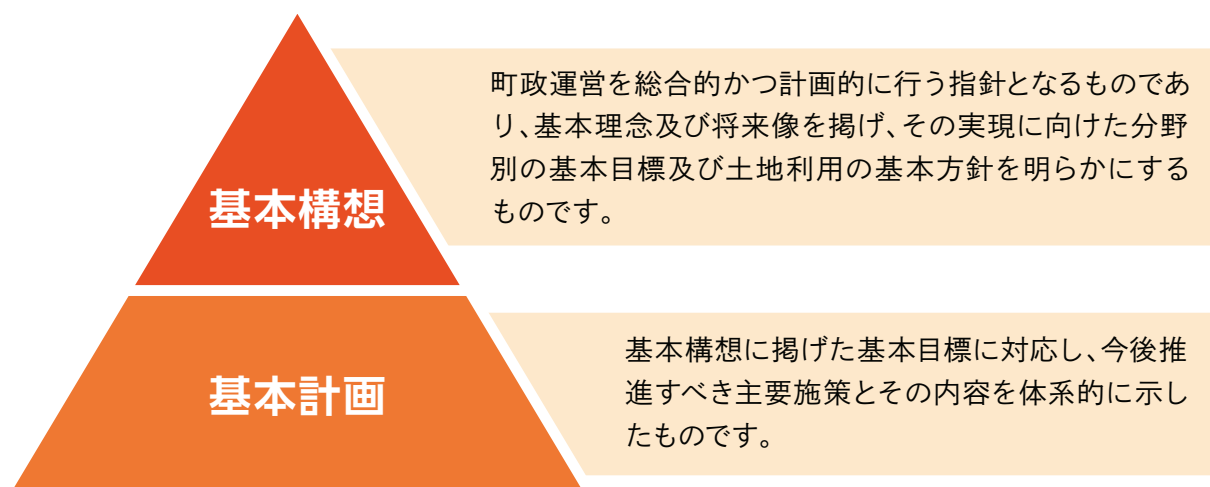 基本構想
町政運営を総合的かつ計画的に行う指針となるものであ
り、基本理念及び将来像を掲げ、その実現に向けた分野
別の基本目標及び土地利用の基本方針を明らかにする
ものです。
基本計画
基本構想に掲げた基本目標に対応し、今後推
進すべき主要施策とその内容を体系的に示し
たものです。